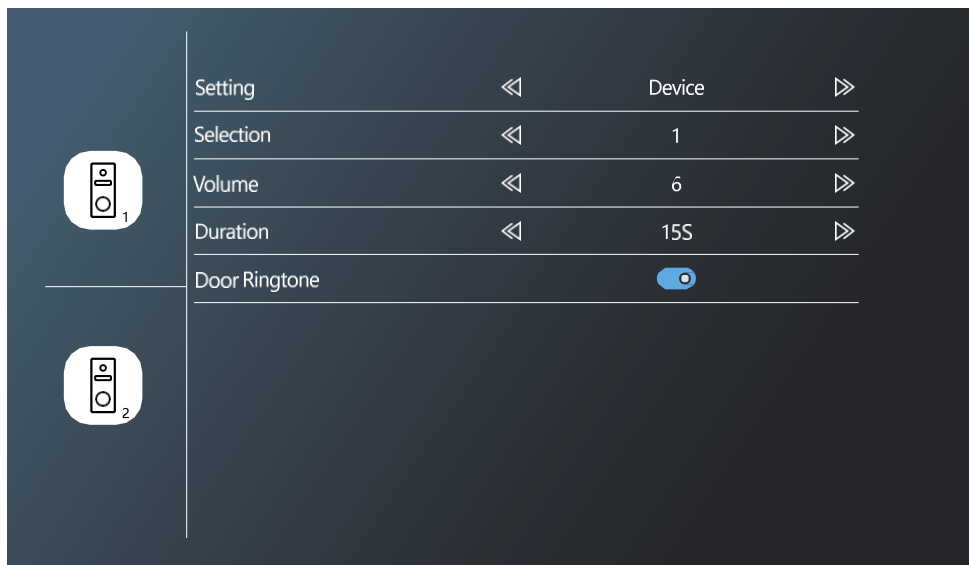 Setting Device
Selection 1
Volume 6
Duration 15S
Door Ringtone
1
2